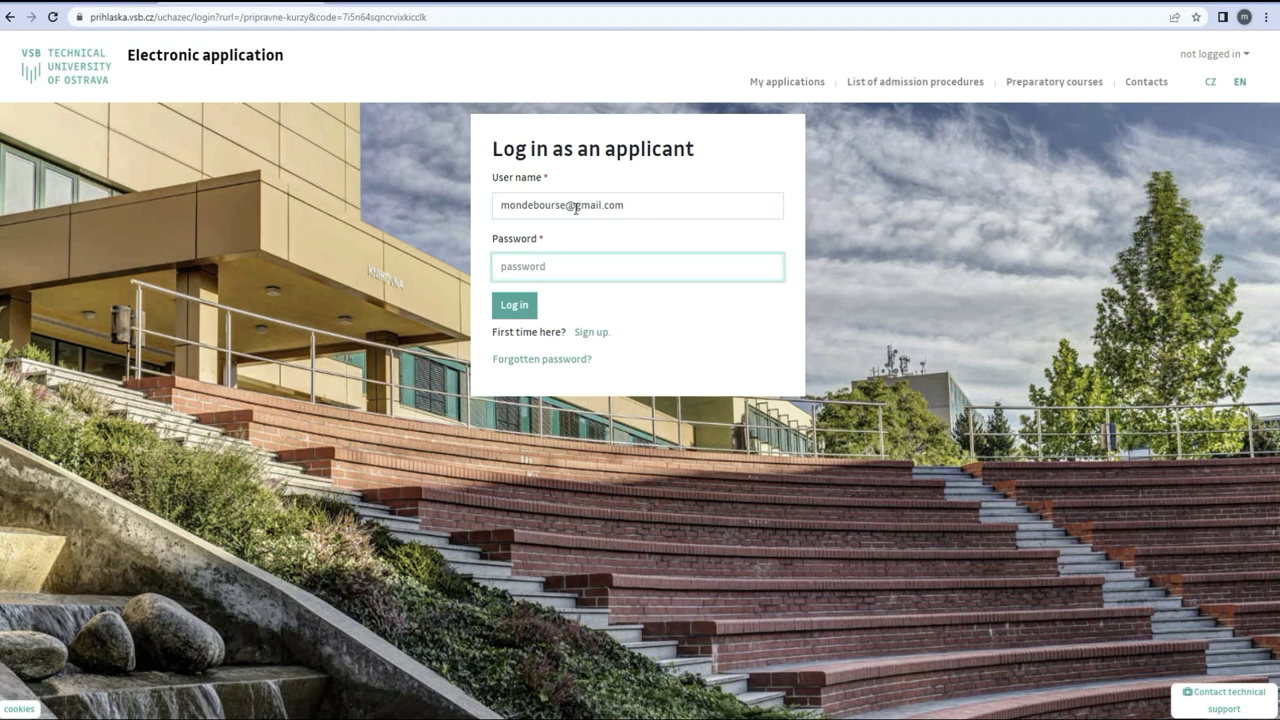 prihlaska.vsb.cz/uchazec/login?rurl=/pripravne-kurzy&code=7i5n64sqncrvixkicclk
m
VSB TECHNICAL
UNIVERSITY
OF OSTRAVA
Electronic application
not logged in
My applications
List of admission procedures
Preparatory courses
Contacts
CZ
EN
Log in as an applicant
User name *
mondebourse@gmail.com
Password *
password
Log in
First time here? Sign up.
Forgotten password?
KNIHOVNA
cookies
Contact technical
support